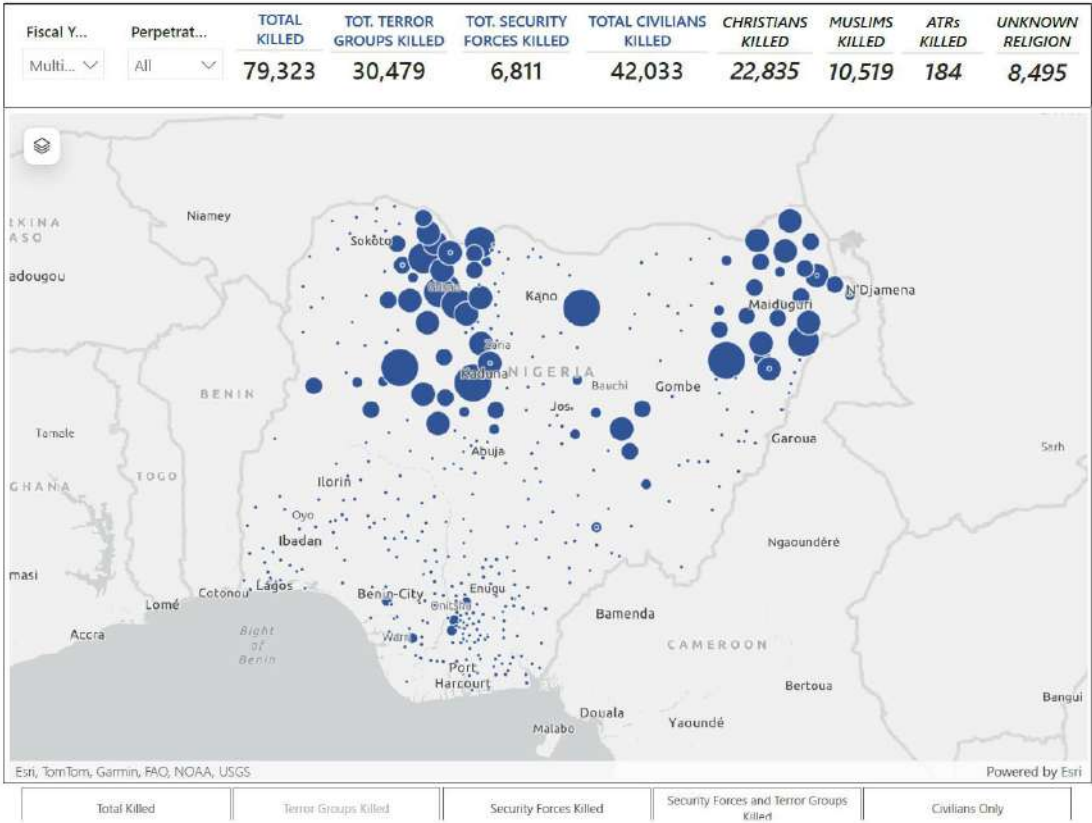 Fiscal Y...
Perpetrat...
TOTAL KILLED
TOT. TERROR GROUPS KILLED
TOT. SECURITY FORCES KILLED
TOTAL CIVILIANS KILLED
CHRISTIANS KILLED
MUSLIMS KILLED
ATRs KILLED
UNKNOWN RELIGION
Multi...
All
79,323
30,479
6,811
42,033
22,835
10,519
184
8,495
Niamey
RKINA
ASO
Sokoto
adougou
Kano
N'Djamena
Maiduguri
Zaria
Kaduna
NIGERIA
BENIN
Bauchi
Gombe
Jos
Tamale
Garoua
Sarh
Abuja
TOGO
GHANA
Ilorin
Oyo
Ibadan
Ngaoundéré
masi
Cotonou
Lagos
Benin-City
Enugu
Onitsha
Lomé
Bamenda
Accra
Bight
of
Benin
Warri
CAMEROON
Port
Harcourt
Bertoua
Bangui
Douala
Yaoundé
Malabo
Esri, TomTom, Garmin, FAO, NOAA, USGS
Powered by Esri
Total Killed
Terror Groups Killed
Security Forces Killed
Security Forces and Terror Groups
Killed
Civilians Only